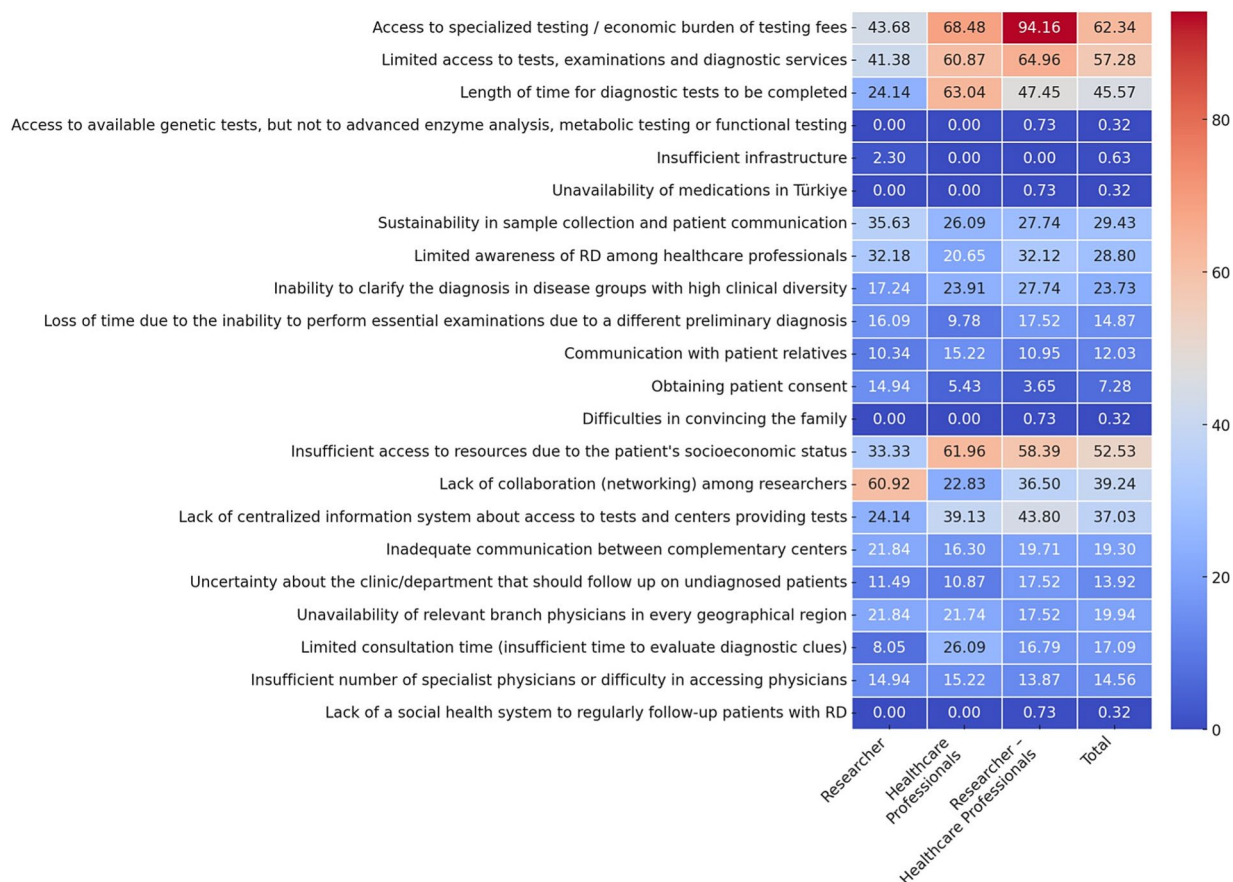 Access to specialized testing / economic burden of testing fees 43.68 68.48 94.16 62.34
Limited access to tests, examinations and diagnostic services 41.38 60.87 64.96 57.28
Length of time for diagnostic tests to be completed 24.14 63.04 47.45 45.57
Access to available genetic tests, but not to advanced enzyme analysis, metabolic testing or functional testing 0.00 0.00 0.73 0.32
Insufficient infrastructure 2.30 0.00 0.00 0.63
Unavailability of medications in Türkiye 0.00 0.00 0.73 0.32
Sustainability in sample collection and patient communication 35.63 26.09 27.74 29.43
Limited awareness of RD among healthcare professionals 32.18 20.65 32.12 28.80
Inability to clarify the diagnosis in disease groups with high clinical diversity 17.24 23.91 27.74 23.73
Loss of time due to the inability to perform essential examinations due to a different preliminary diagnosis 16.09 9.78 17.52 14.87
Communication with patient relatives 10.34 15.22 10.95 12.03
Obtaining patient consent 14.94 5.43 3.65 7.28
Difficulties in convincing the family 0.00 0.00 0.73 0.32
Insufficient access to resources due to the patient's socioeconomic status 33.33 61.96 58.39 52.53
Lack of collaboration (networking) among researchers 60.92 22.83 36.50 39.24
Lack of centralized information system about access to tests and centers providing tests 24.14 39.13 43.80 37.03
Inadequate communication between complementary centers 21.84 16.30 19.71 19.30
Uncertainty about the clinic/department that should follow up on undiagnosed patients 11.49 10.87 17.52 13.92
Unavailability of relevant branch physicians in every geographical region 21.84 21.74 17.52 19.94
Limited consultation time (insufficient time to evaluate diagnostic clues) 8.05 26.09 16.79 17.09
Insufficient number of specialist physicians or difficulty in accessing physicians 14.94 15.22 13.87 14.56
Lack of a social health system to regularly follow-up patients with RD 0.00 0.00 0.73 0.32
Researcher
Healthcare
Professionals
Researcher –
Healthcare Professionals
Total
80
60
40
20
0